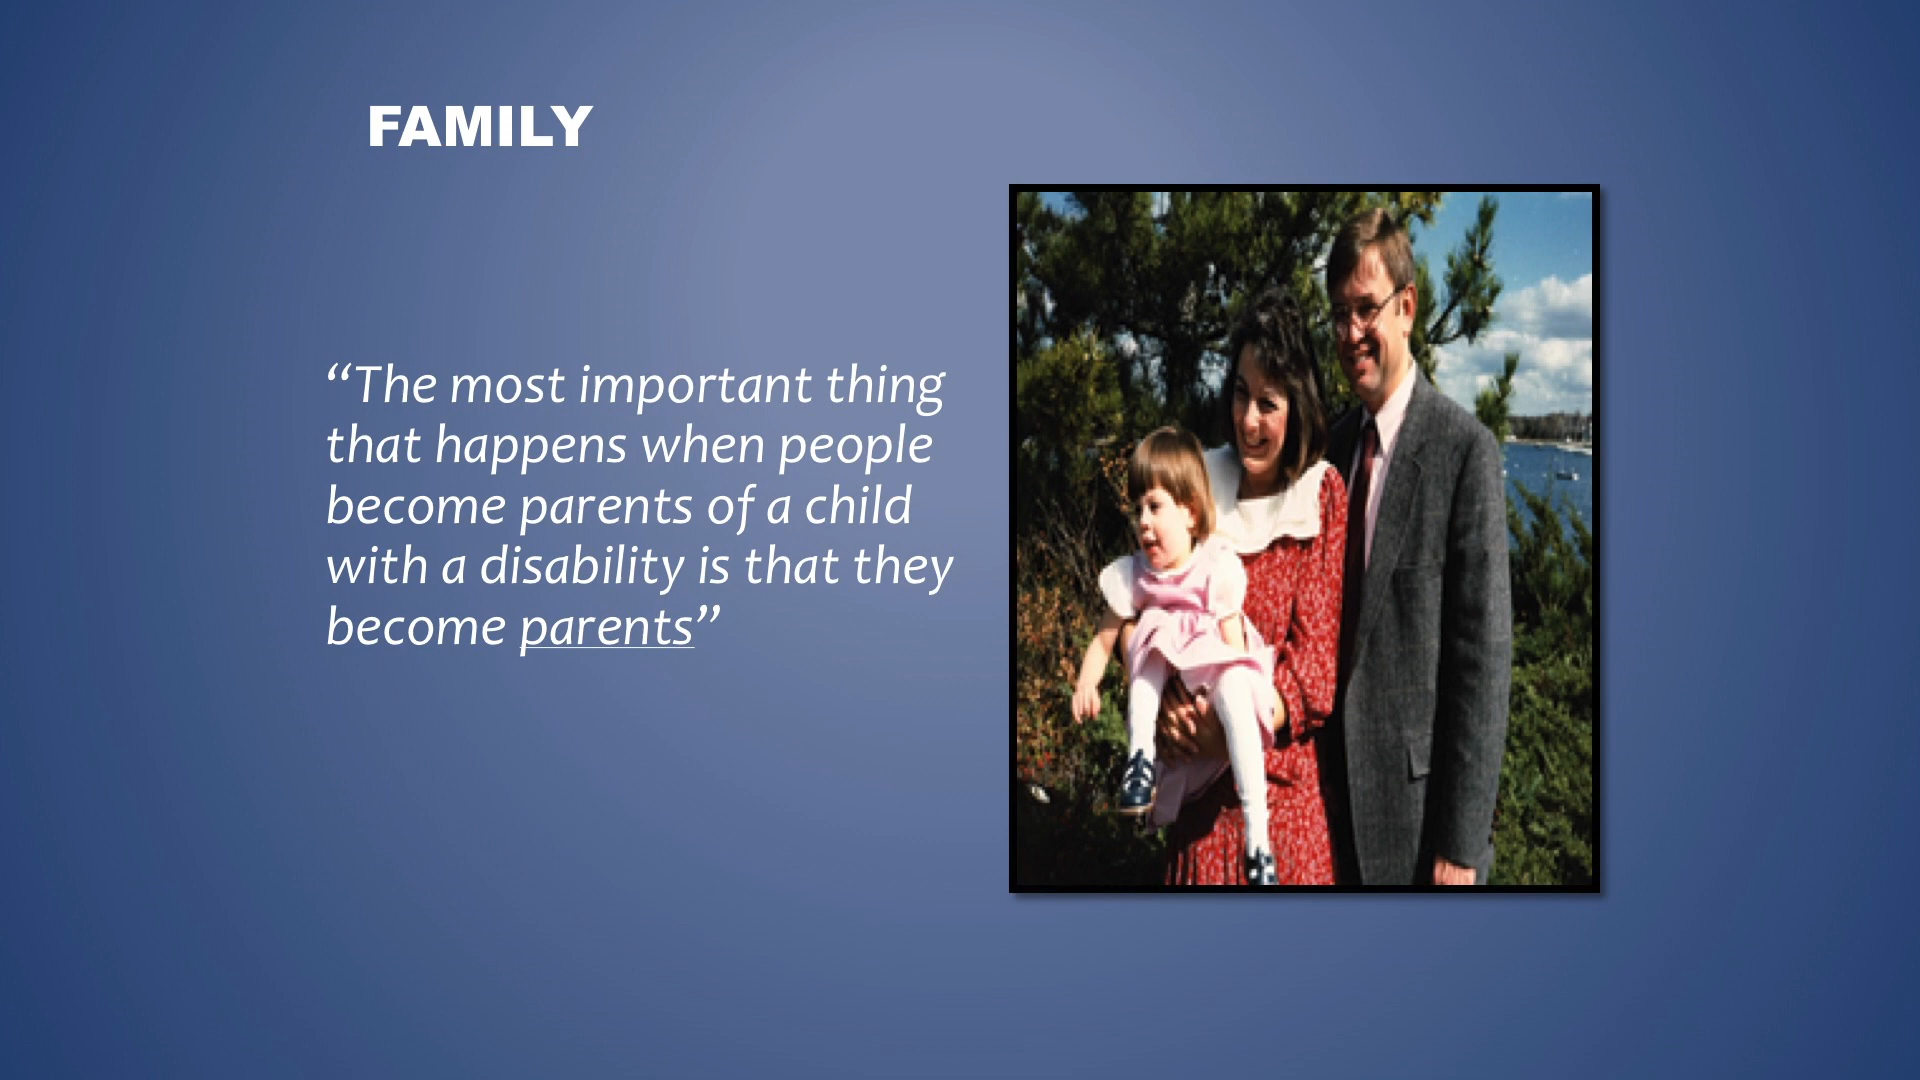 FAMILY
“The most important thing
that happens when people
become parents of a child
with a disability is that they
become parents”